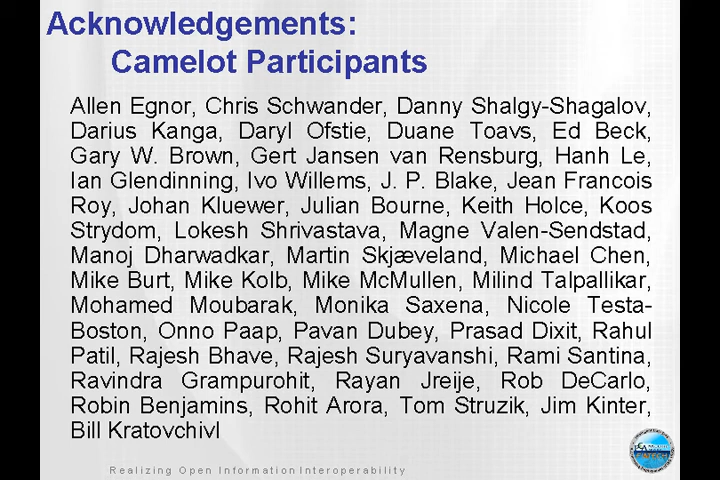 Acknowledgements:
Camelot Participants
Allen Egnor, Chris Schwander, Danny Shalgy-Shagalov,
Darius Kanga, Daryl Ofstie, Duane Toavs, Ed Beck,
Gary W. Brown, Gert Jansen van Rensburg, Hanh Le,
Ian Glendinning, Ivo Willems, J. P. Blake, Jean Francois
Roy, Johan Kluewer, Julian Bourne, Keith Holce, Koos
Strydom, Lokesh Shrivastava, Magne Valen-Sendstad,
Manoj Dharwadkar, Martin Skjæveland, Michael Chen,
Mike Burt, Mike Kolb, Mike McMullen, Milind Talpallikar,
Mohamed Moubarak, Monika Saxena, Nicole Testa-
Boston, Onno Paap, Pavan Dubey, Prasad Dixit, Rahul
Patil, Rajesh Bhave, Rajesh Suryavanshi, Rami Santina,
Ravindra Grampurohit, Rayan Jreije, Rob DeCarlo,
Robin Benjamins, Rohit Arora, Tom Struzik, Jim Kinter,
Bill Kratovchivl
Realizing Open Information Interoperability